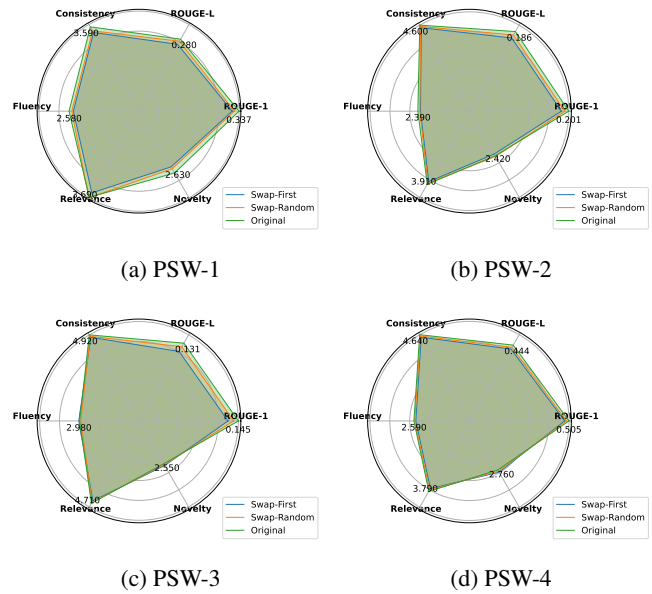 Consistency
ROUGE-L
3.590
0.280
Fluency
ROUGE-1
2.580
0.337
3.690
2.630
Relevance
Novelty
Swap-First
Swap-Random
Original
(a) PSW-1
Consistency
ROUGE-L
4.600
0.186
Fluency
ROUGE-1
2.390
0.201
2.420
3.910
Relevance
Novelty
Swap-First
Swap-Random
Original
(b) PSW-2
Consistency
ROUGE-L
4.920
0.131
Fluency
ROUGE-1
2.980
0.145
2.550
4.710
Relevance
Novelty
Swap-First
Swap-Random
Original
(c) PSW-3
Consistency
ROUGE-L
4.640
0.444
Fluency
ROUGE-1
2.590
0.505
2.760
3.790
Relevance
Novelty
Swap-First
Swap-Random
Original
(d) PSW-4